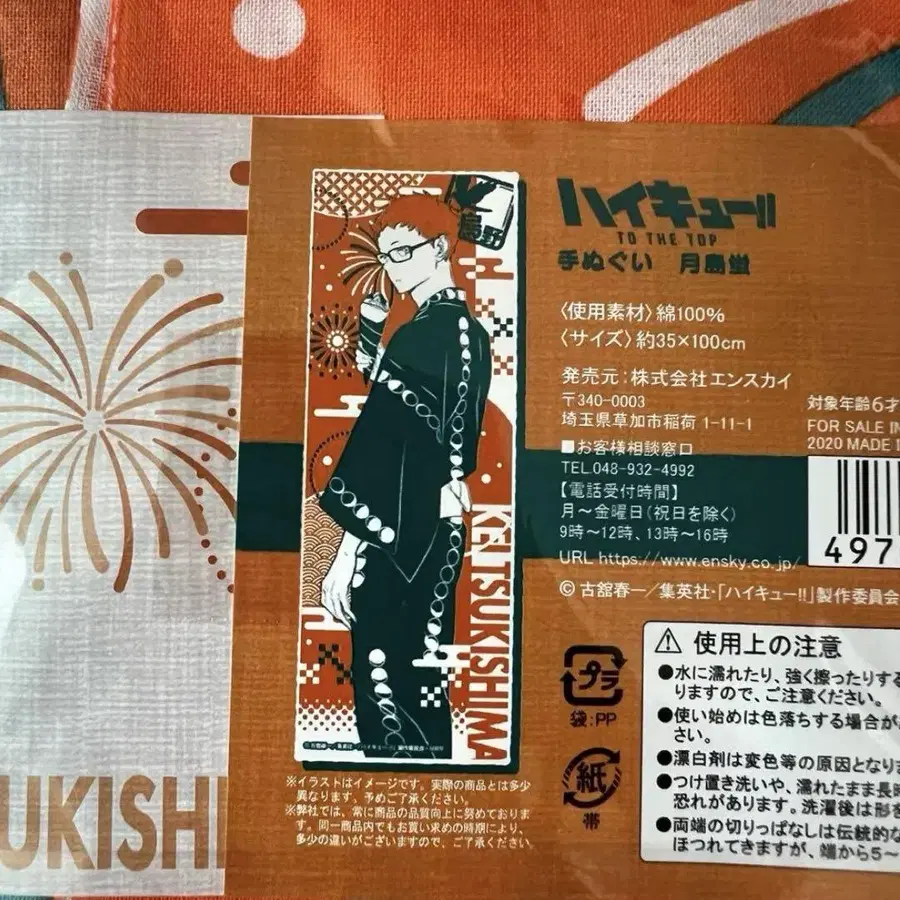 UKISHI
烏野
KEI TSUKISHIMA
※イラストはイメージです。実際の商品とは多少
異なります。予めご了承ください。
※弊社では、常に商品の品質向上に努めておりま
す。同一商品内でもお買い求めの時期により、
多少の違いがございますので、ご了承ください。
ハイキュー!!
TO THE TOP
手ぬぐい 月島蛍
〈使用素材〉綿100%
〈サイズ〉約35×100cm
発売元:株式会社エンスカイ
〒340-0003
埼玉県草加市稲荷 1-11-1
■お客様相談窓口
TEL.048-932-4992
【電話受付時間】
月～金曜日(祝日を除く)
9時～12時、13時～16時
URL https://www.ensky.co.jp/
© 古舘春一／集英社・「ハイキュー!!」製作委員会
対象年齢6才
FOR SALE IN
2020 MADE I
497
プラ
袋:PP
紙
帯
⚠ 使用上の注意
●水に濡れたり、強く擦ったりする
りますので、ご注意ください。
●使い始めは色落ちする場合が
さい。
●漂白剤は変色等の原因となりま
●つけ置き洗いや、濡れたまま長時
恐れがあります。洗濯後は形を
●両端の切りっぱなしは伝統的な
ほつれてきますが、端から5～